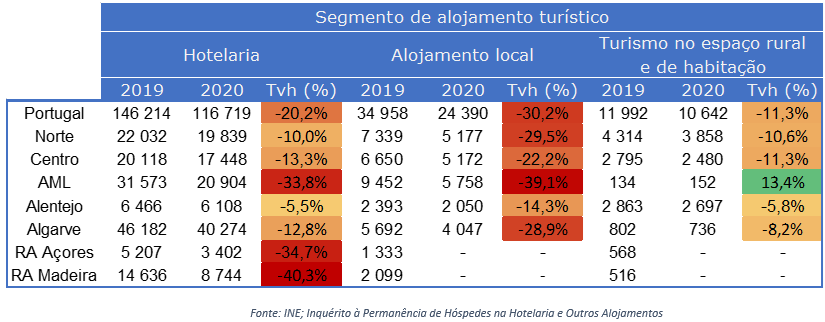 Segmento de alojamento turístico
Hotelaria Alojamento local Turismo no espaço rural
e de habitação
2019 2020 Tvh (%) 2019 2020 Tvh (%) 2019 2020 Tvh (%)
Portugal 146 214 116 719 -20,2% 34 958 24 390 -30,2% 11 992 10 642 -11,3%
Norte 22 032 19 839 -10,0% 7 339 5 177 -29,5% 4 314 3 858 -10,6%
Centro 20 118 17 448 -13,3% 6 650 5 172 -22,2% 2 795 2 480 -11,3%
AML 31 573 20 904 -33,8% 9 452 5 758 -39,1% 134 152 13,4%
Alentejo 6 466 6 108 -5,5% 2 393 2 050 -14,3% 2 863 2 697 -5,8%
Algarve 46 182 40 274 -12,8% 5 692 4 047 -28,9% 802 736 -8,2%
RA Açores 5 207 3 402 -34,7% 1 333 - - 568 - -
RA Madeira 14 636 8 744 -40,3% 2 099 - - 516 - -
Fonte: INE; Inquérito à Permanência de Hóspedes na Hotelaria e Outros Alojamentos